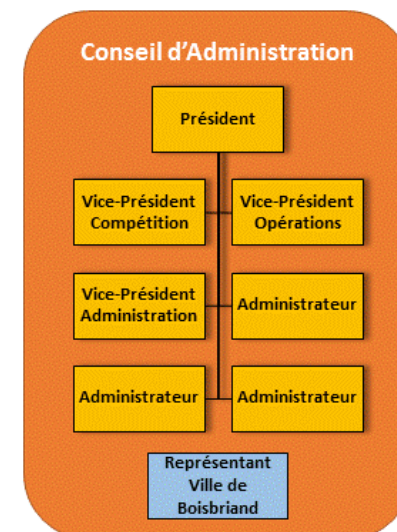 Conseil d'Administration
Président
Vice-Président
Compétition
Vice-Président
Opérations
Vice-Président
Administration
Administrateur
Administrateur
Administrateur
Représentant
Ville de
Boisbriand